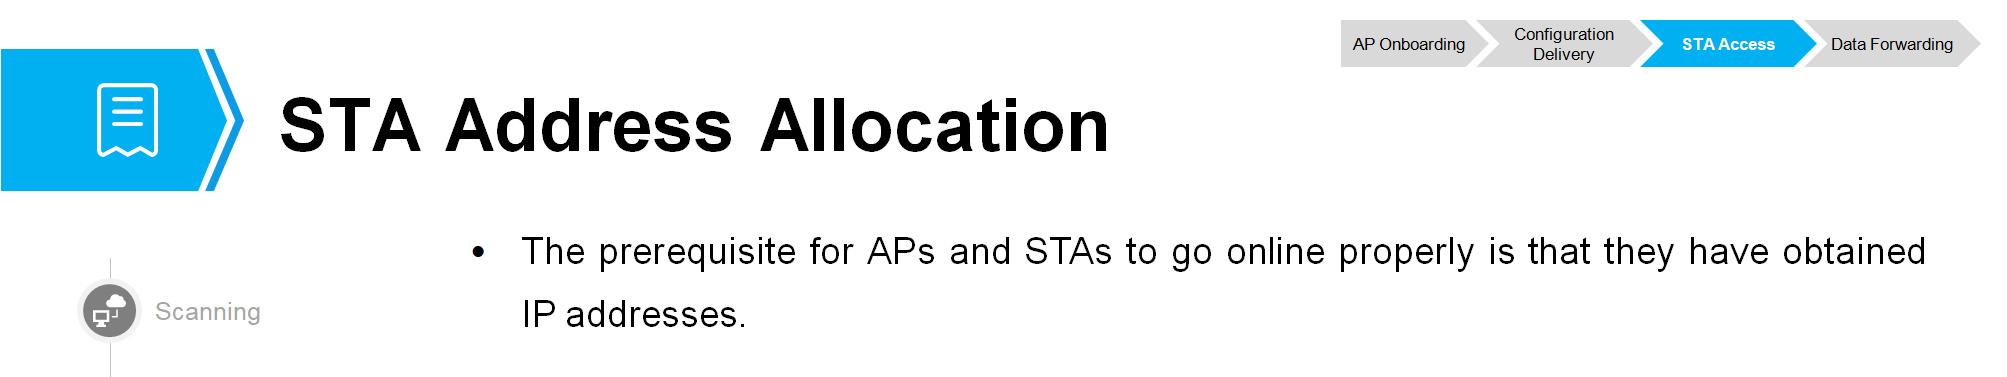 AP Onboarding
Configuration
Delivery
STA Access
Data Forwarding
STA Address Allocation
• The prerequisite for APs and STAs to go online properly is that they have obtained
IP addresses.
Scanning